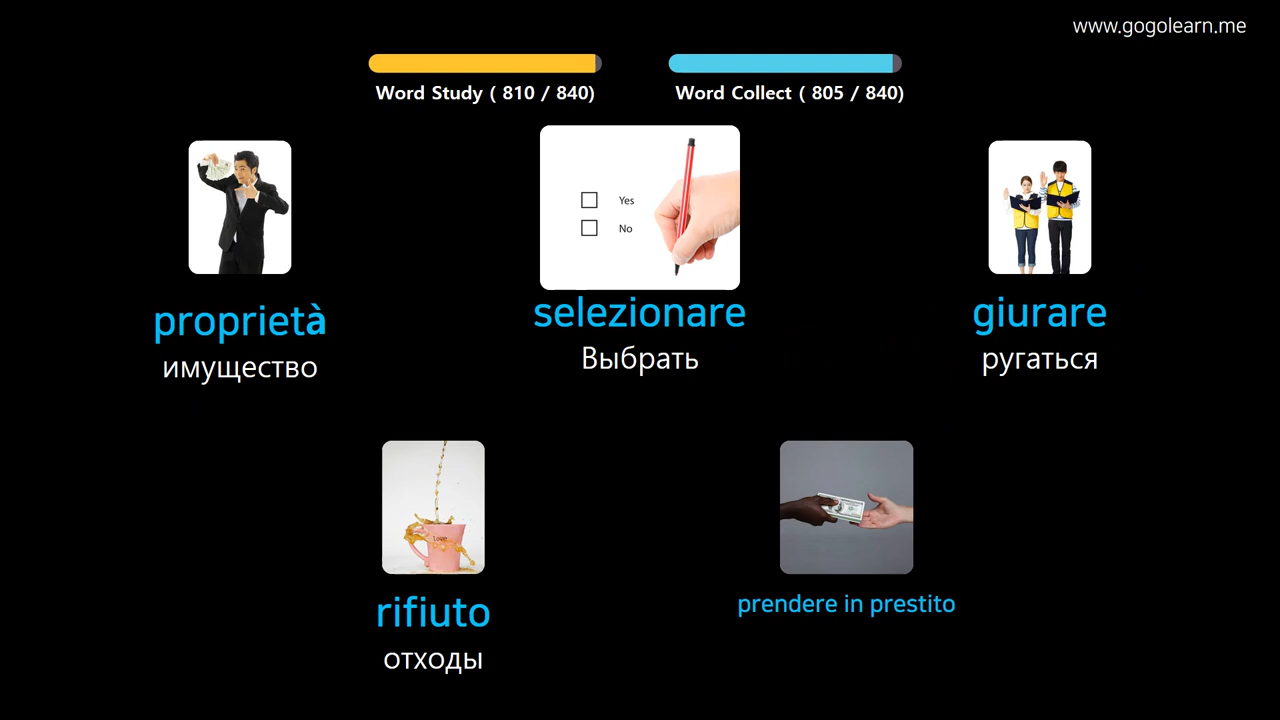 www.gogolearn.me
Word Study ( 810 / 840)
Word Collect ( 805 / 840)
Yes
No
proprietà
имущество
selezionare
Выбрать
giurare
ругаться
rifiuto
отходы
prendere in prestito